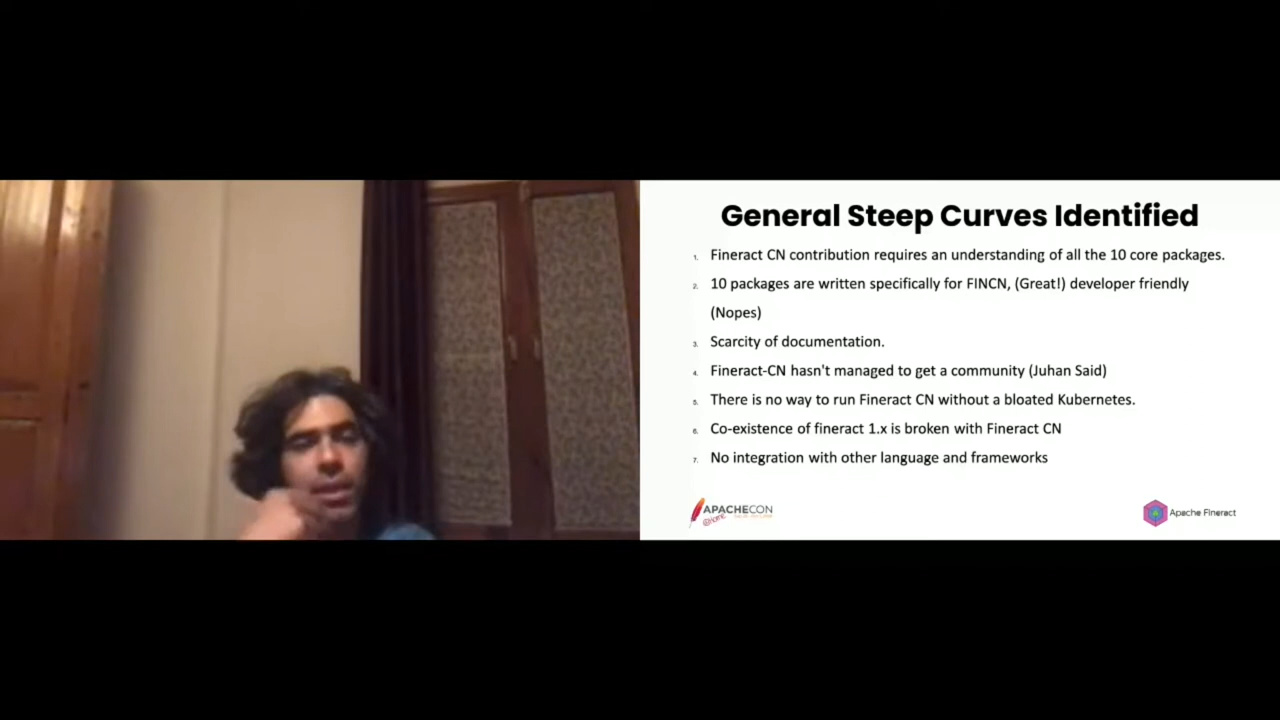 General Steep Curves Identified
1. Fineract CN contribution requires an understanding of all the 10 core packages.
2. 10 packages are written specifically for FINCN, (Great!) developer friendly
(Nopes)
3. Scarcity of documentation.
4. Fineract-CN hasn't managed to get a community (Juhan Said)
5. There is no way to run Fineract CN without a bloated Kubernetes.
6. Co-existence of fineract 1.x is broken with Fineract CN
7. No integration with other language and frameworks
APACHECON
@Home
Apache Fineract